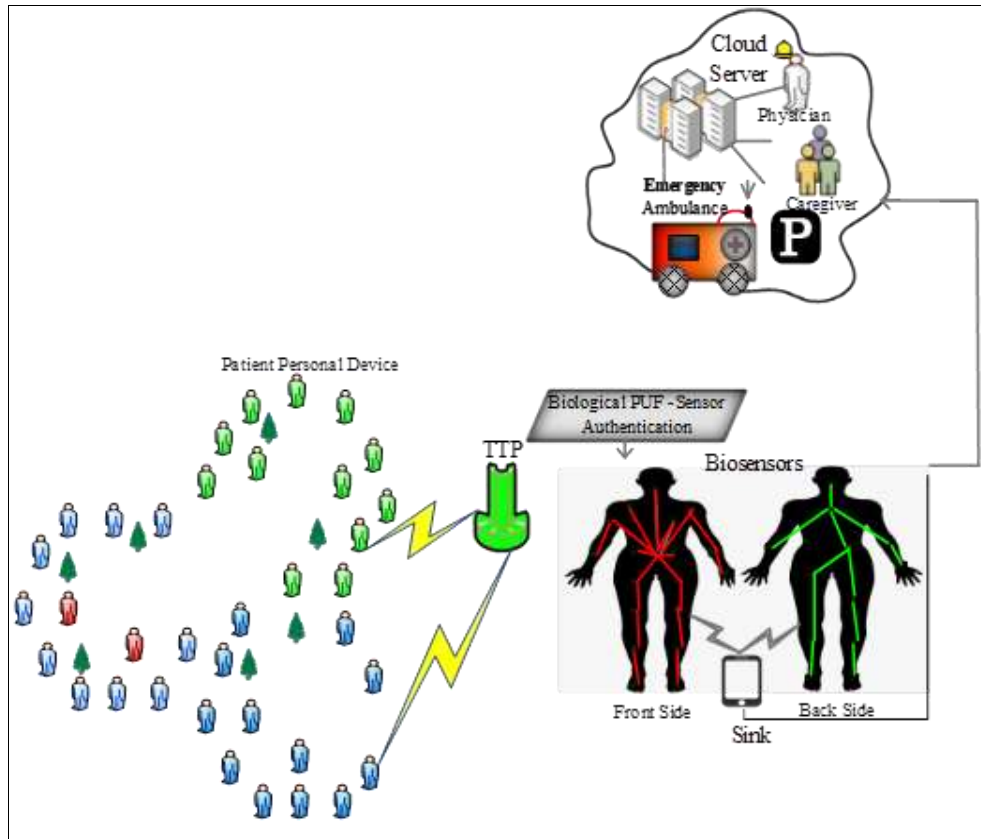 Cloud
Server
Physician
Emergency
Ambulance
Caregiver
P
Patient Personal Device
Biological PUF - Sensor
Authentication
TTP
Biosensors
Front Side
Back Side
Sink